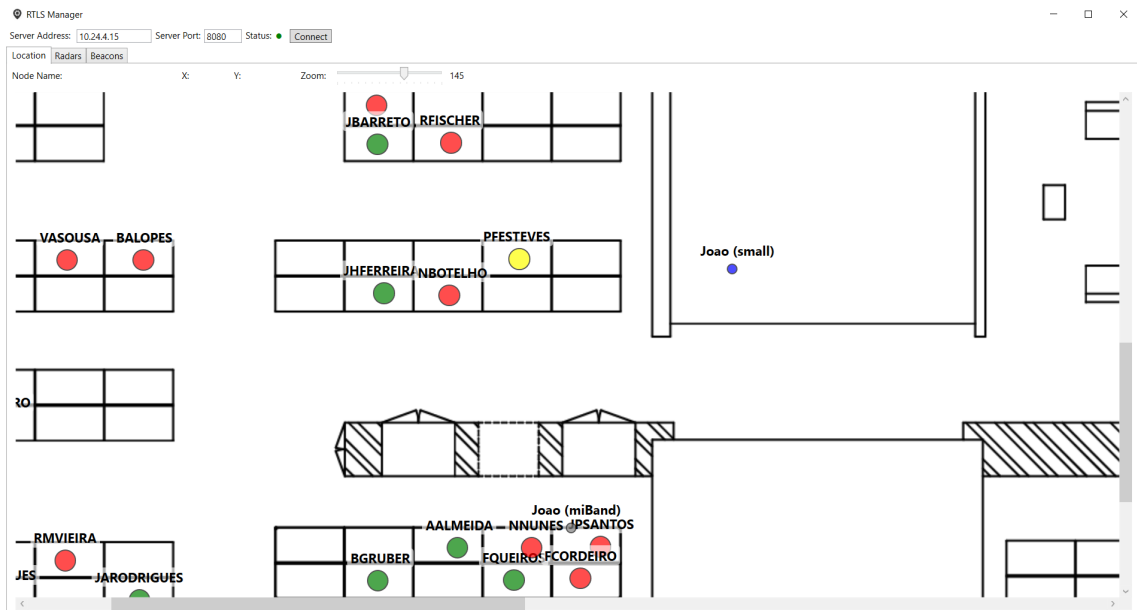 RTLS Manager
Server Address: 10.24.4.15 Server Port: 8080 Status: Connect
Location Radars Beacons
Node Name: X: Y: Zoom: 145
JBARRETO RFISCHER
VASOUSA BALOPES PFESTEVES
Joao (small)
JHFERREIRA NBOTELHO
RO
Joao (miBand)
AALMEIDA NNUNES JPSANTOS
RMVIEIRA
BGRUBER FQUEIROS FCORDEIRO
JES JARODRIGUES